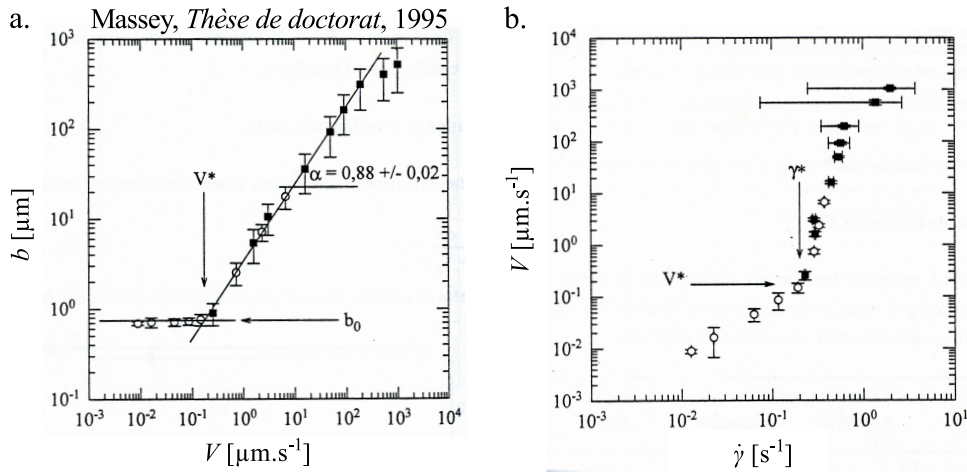 a. Massey, Thèse de doctorat, 1995
b [µm]
10³
10²
10¹
10⁰
10⁻¹
V*
α = 0,88 +/- 0,02
b₀
10⁻³ 10⁻² 10⁻¹ 10⁰ 10¹ 10² 10³ 10⁴
V [µm.s⁻¹]
b.
V [µm.s⁻¹]
10⁴
10³
10²
10¹
10⁰
10⁻¹
10⁻²
10⁻³
γ*
V*
10⁻³ 10⁻² 10⁻¹ 10⁰ 10¹
γ̇ [s⁻¹]